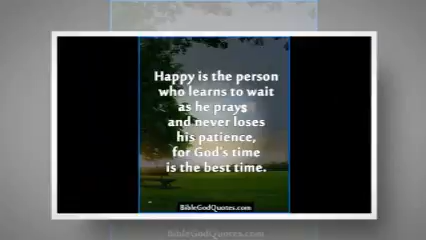 Happy is the person
who learns to wait
as he prays
and never loses
his patience,
for God's time
is the best time.
BibleGodQuotes.com
BibleGodQuotes.com